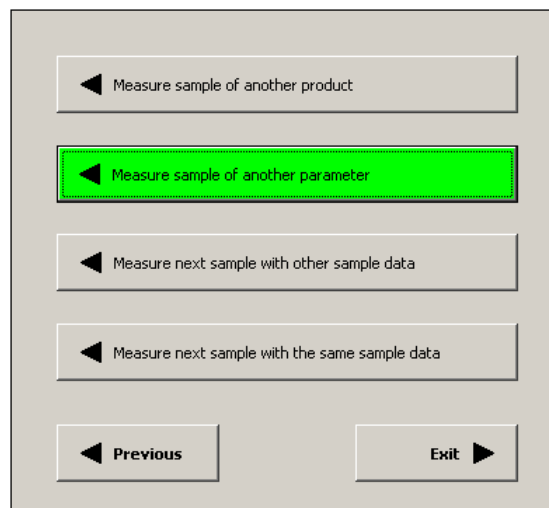 Measure sample of another product
Measure sample of another parameter
Measure next sample with other sample data
Measure next sample with the same sample data
Previous
Exit